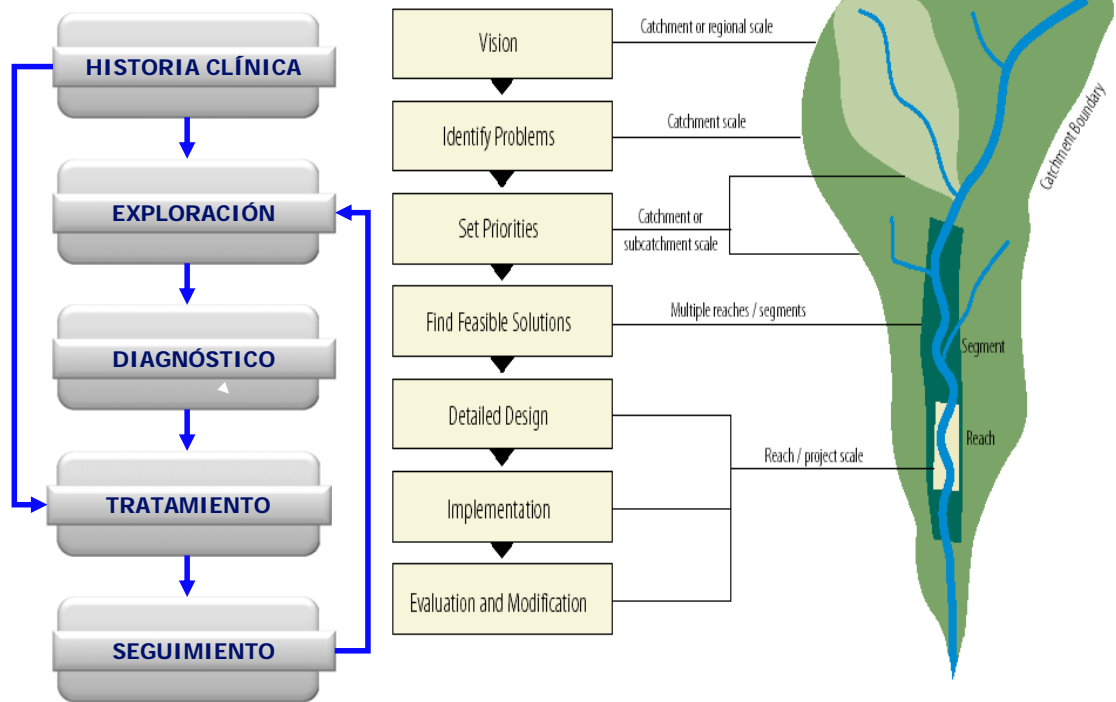 HISTORIA CLÍNICA
EXPLORACIÓN
DIAGNÓSTICO
TRATAMIENTO
SEGUIMIENTO
Vision
Identify Problems
Set Priorities
Find Feasible Solutions
Detailed Design
Implementation
Evaluation and Modification
Catchment or regional scale
Catchment scale
Catchment or
subcatchment scale
Multiple reaches / segments
Reach / project scale
Catchment Boundary
Segment
Reach